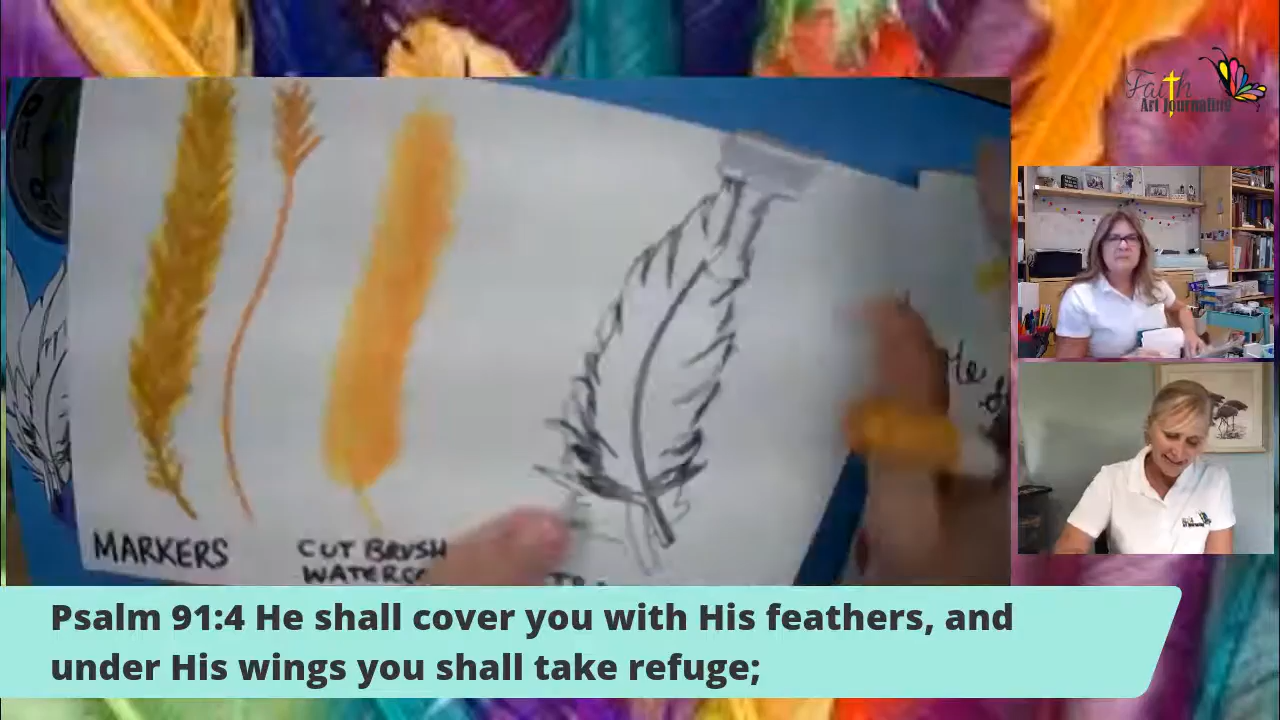 Faith
Art Journaling
MARKERS
CUT BRUSH
He
Psalm 91:4 He shall cover you with His feathers, and
under His wings you shall take refuge;